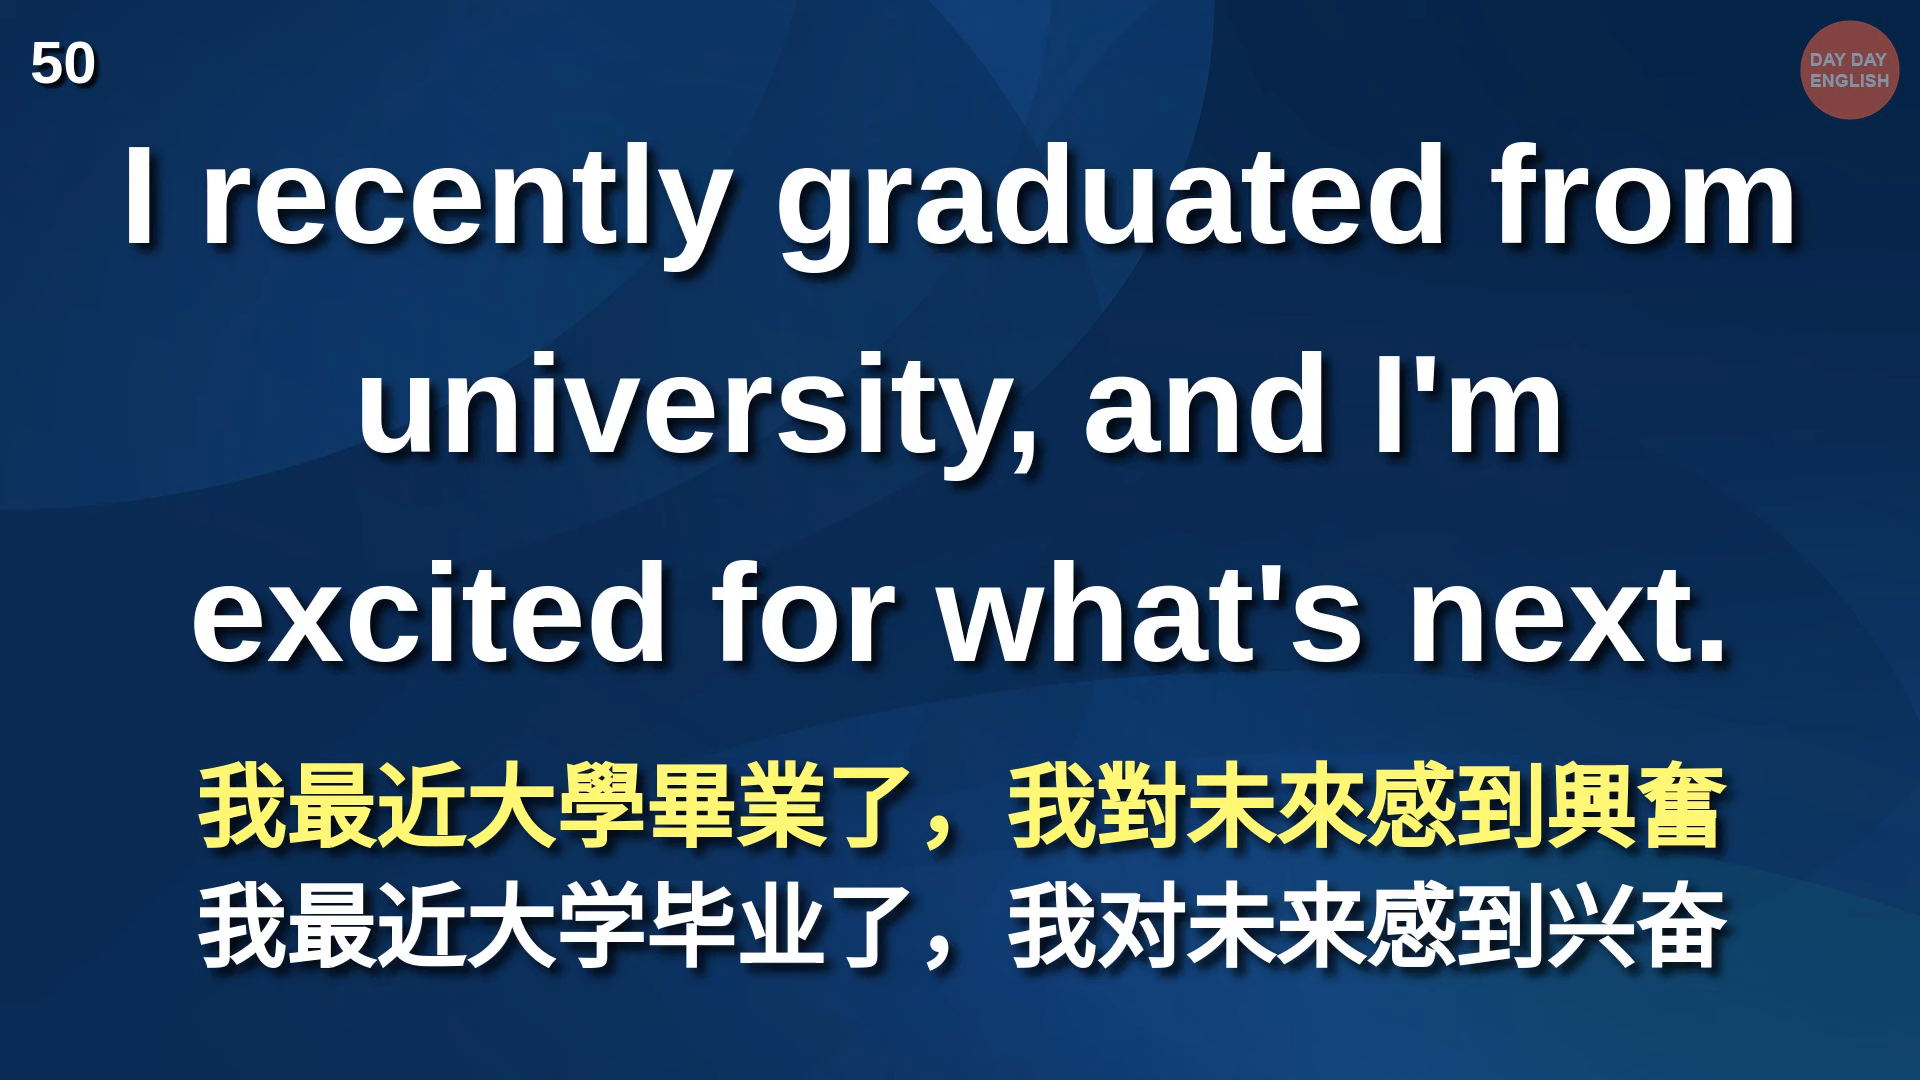 50
DAY DAY
ENGLISH
I recently graduated from
university, and I'm
excited for what's next.
我最近大學畢業了，我對未來感到興奮
我最近大学毕业了，我对未来感到兴奋